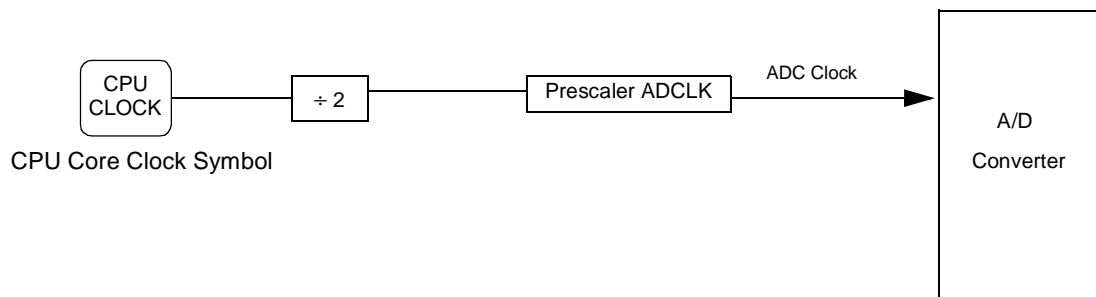 CPU
CLOCK
÷ 2
Prescaler ADCLK
ADC Clock
A/D
Converter
CPU Core Clock Symbol